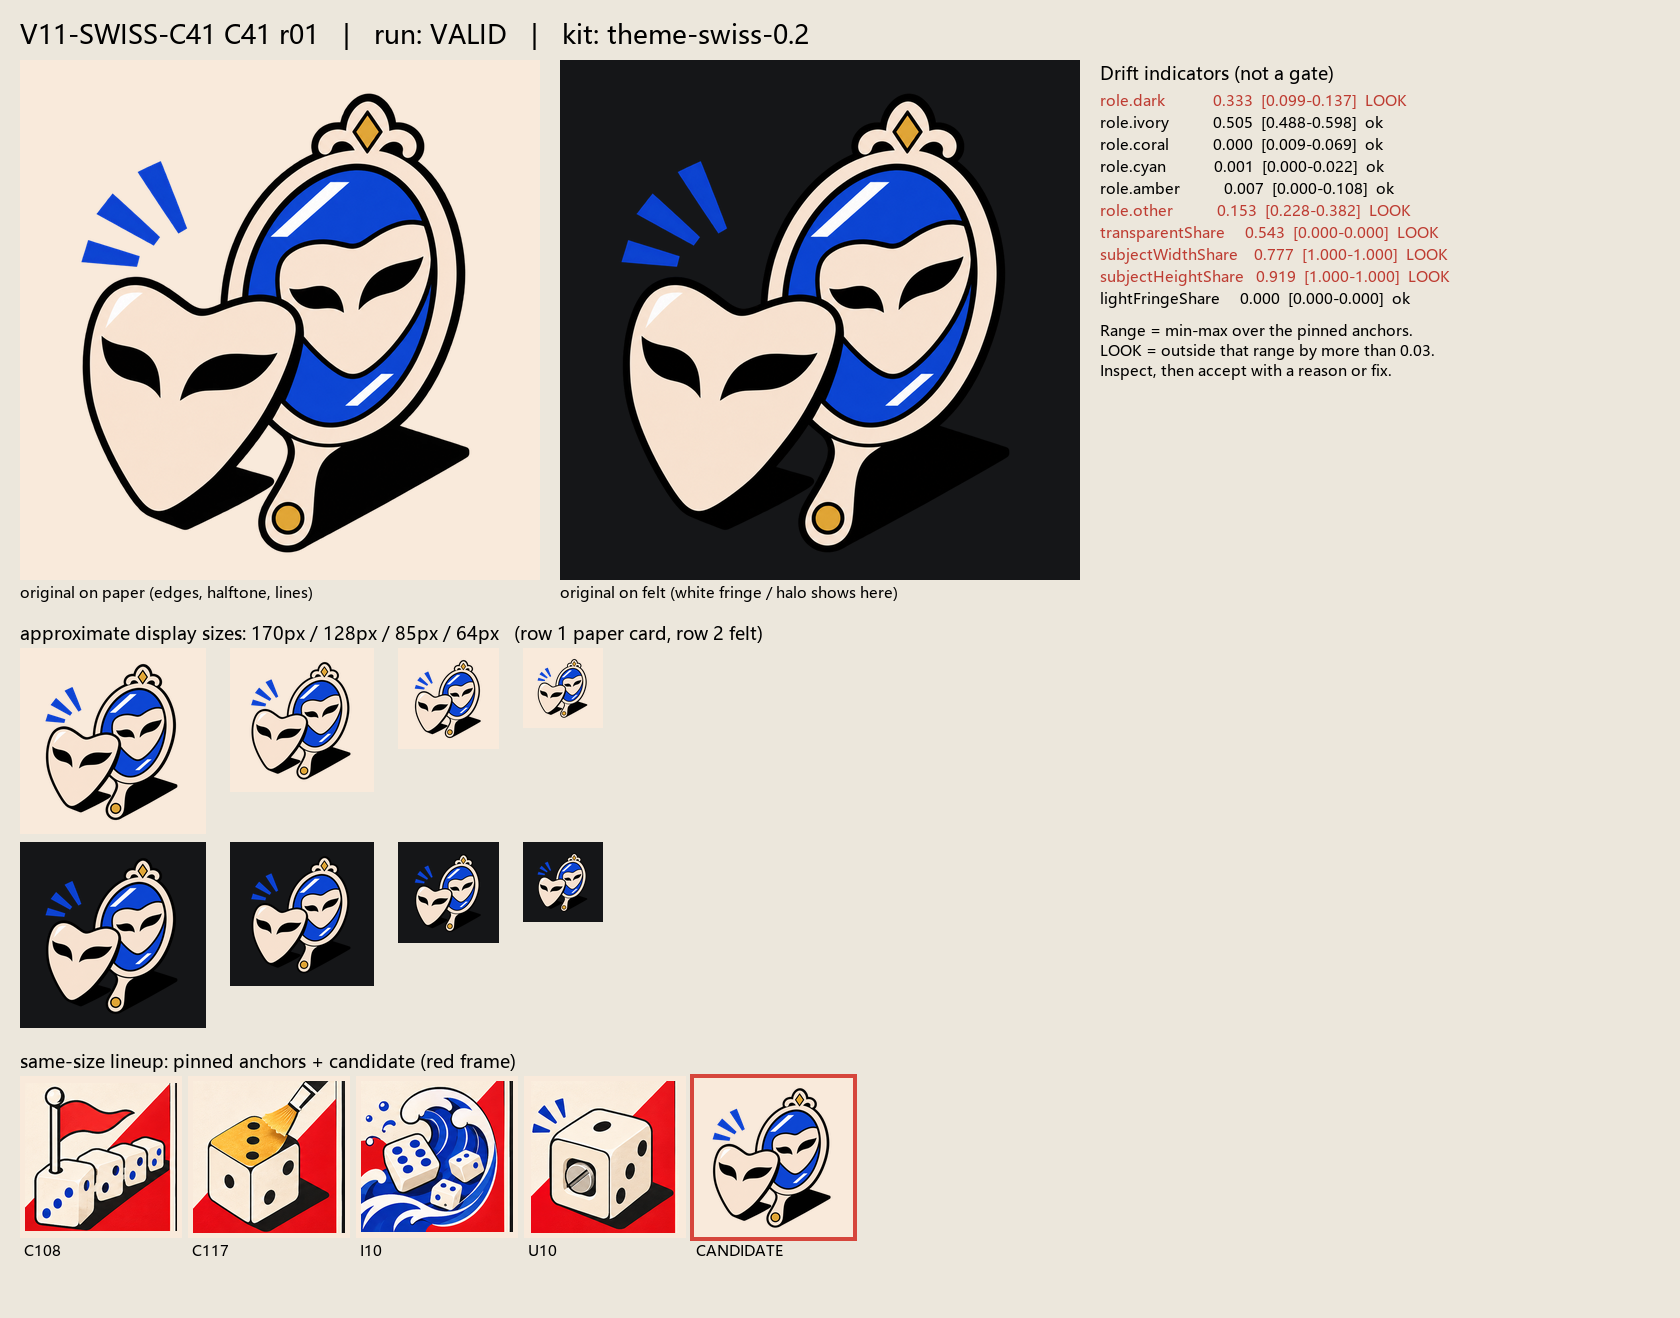 V11-SWISS-C41 C41 r01 | run: VALID | kit: theme-swiss-0.2
Drift indicators (not a gate)
role.dark 0.333 [0.099-0.137] LOOK
role.ivory 0.505 [0.488-0.598] ok
role.coral 0.000 [0.009-0.069] ok
role.cyan 0.001 [0.000-0.022] ok
role.amber 0.007 [0.000-0.108] ok
role.other 0.153 [0.228-0.382] LOOK
transparentShare 0.543 [0.000-0.000] LOOK
subjectWidthShare 0.777 [1.000-1.000] LOOK
subjectHeightShare 0.919 [1.000-1.000] LOOK
lightFringeShare 0.000 [0.000-0.000] ok
Range = min-max over the pinned anchors.
LOOK = outside that range by more than 0.03.
Inspect, then accept with a reason or fix.
original on paper (edges, halftone, lines)
original on felt (white fringe / halo shows here)
approximate display sizes: 170px / 128px / 85px / 64px (row 1 paper card, row 2 felt)
same-size lineup: pinned anchors + candidate (red frame)
C108
C117
I10
U10
CANDIDATE